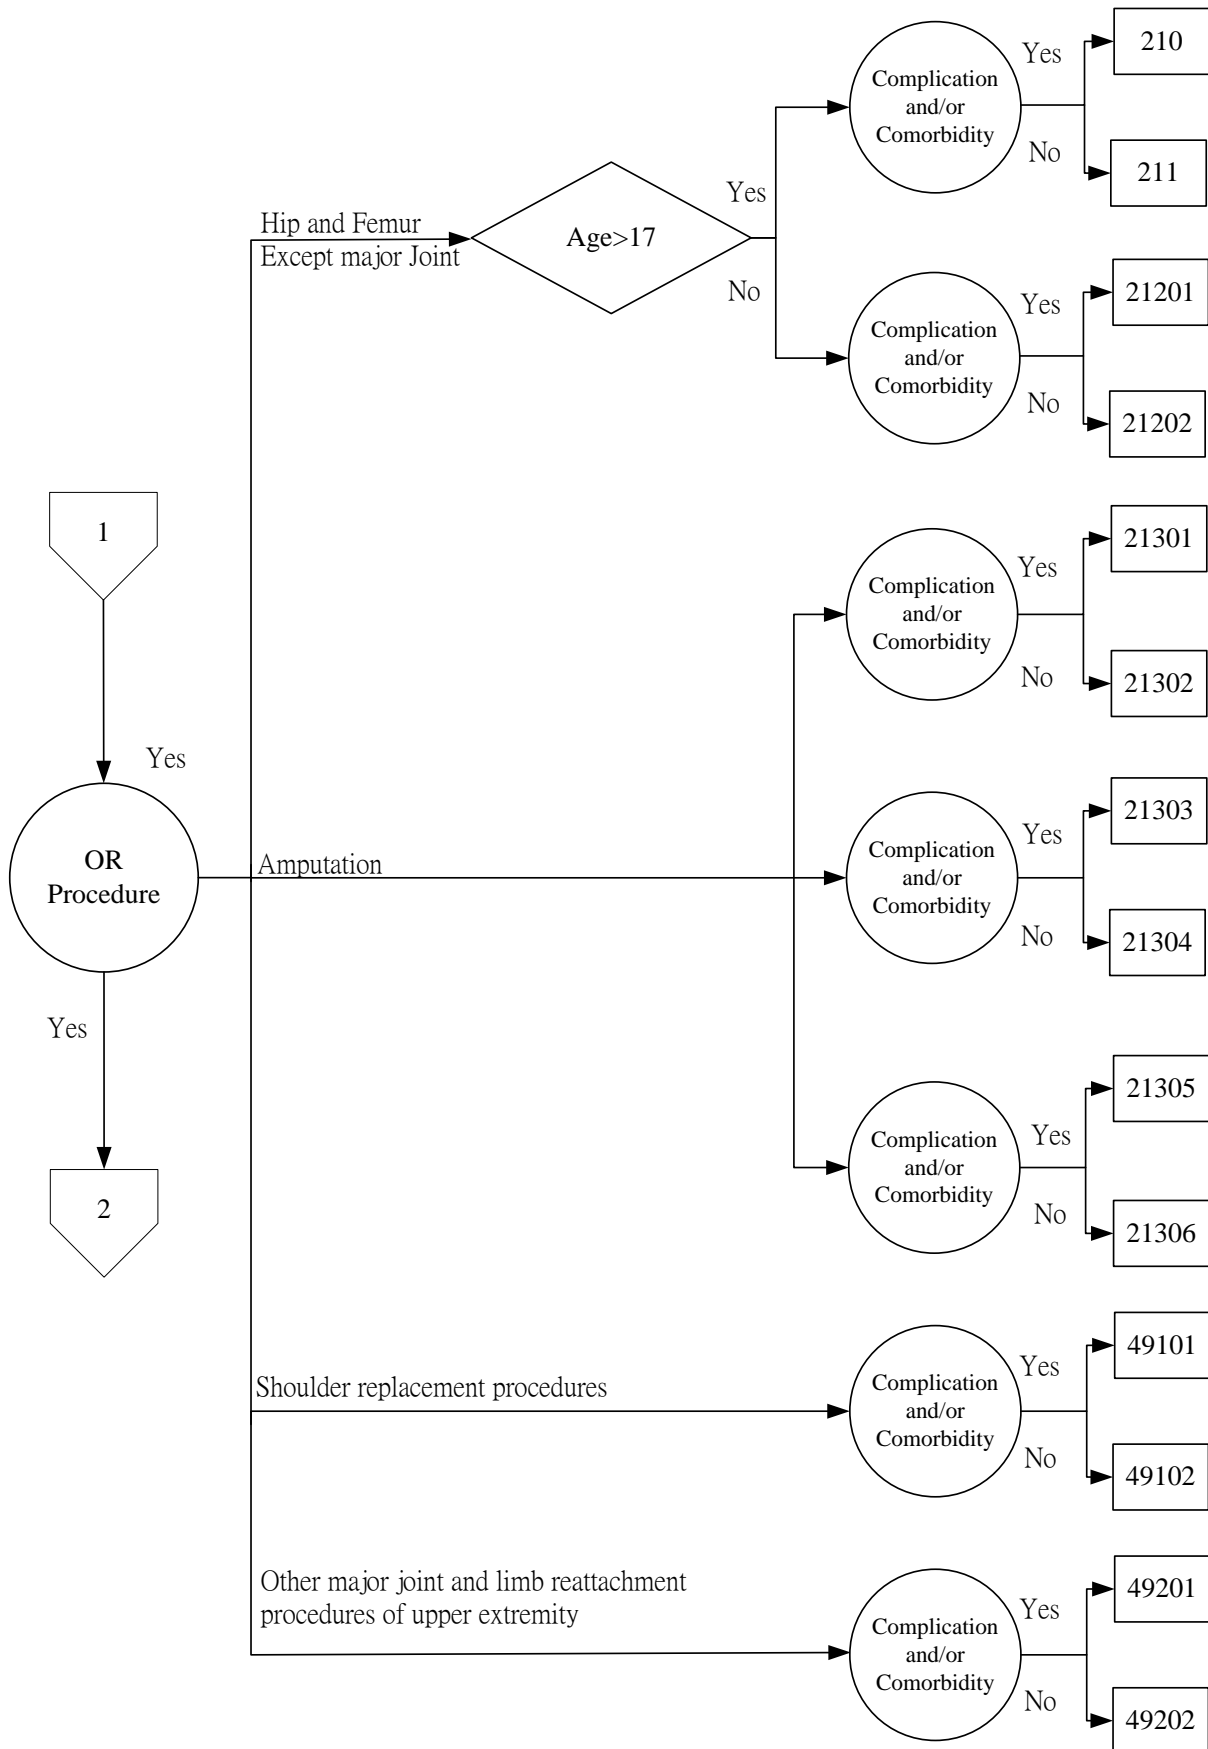 Complication
and/or
Comorbidity
Yes
210
No
211
Hip and Femur
Except major Joint
Age>17
Yes
No
Complication
and/or
Comorbidity
Yes
21201
No
21202
1
Yes
OR
Procedure
Yes
2
Amputation
Complication
and/or
Comorbidity
Yes
21301
No
21302
Complication
and/or
Comorbidity
Yes
21303
No
21304
Complication
and/or
Comorbidity
Yes
21305
No
21306
Shoulder replacement procedures
Complication
and/or
Comorbidity
Yes
49101
No
49102
Other major joint and limb reattachment
procedures of upper extremity
Complication
and/or
Comorbidity
Yes
49201
No
49202